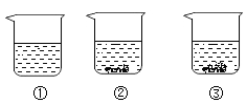 ① ② ③